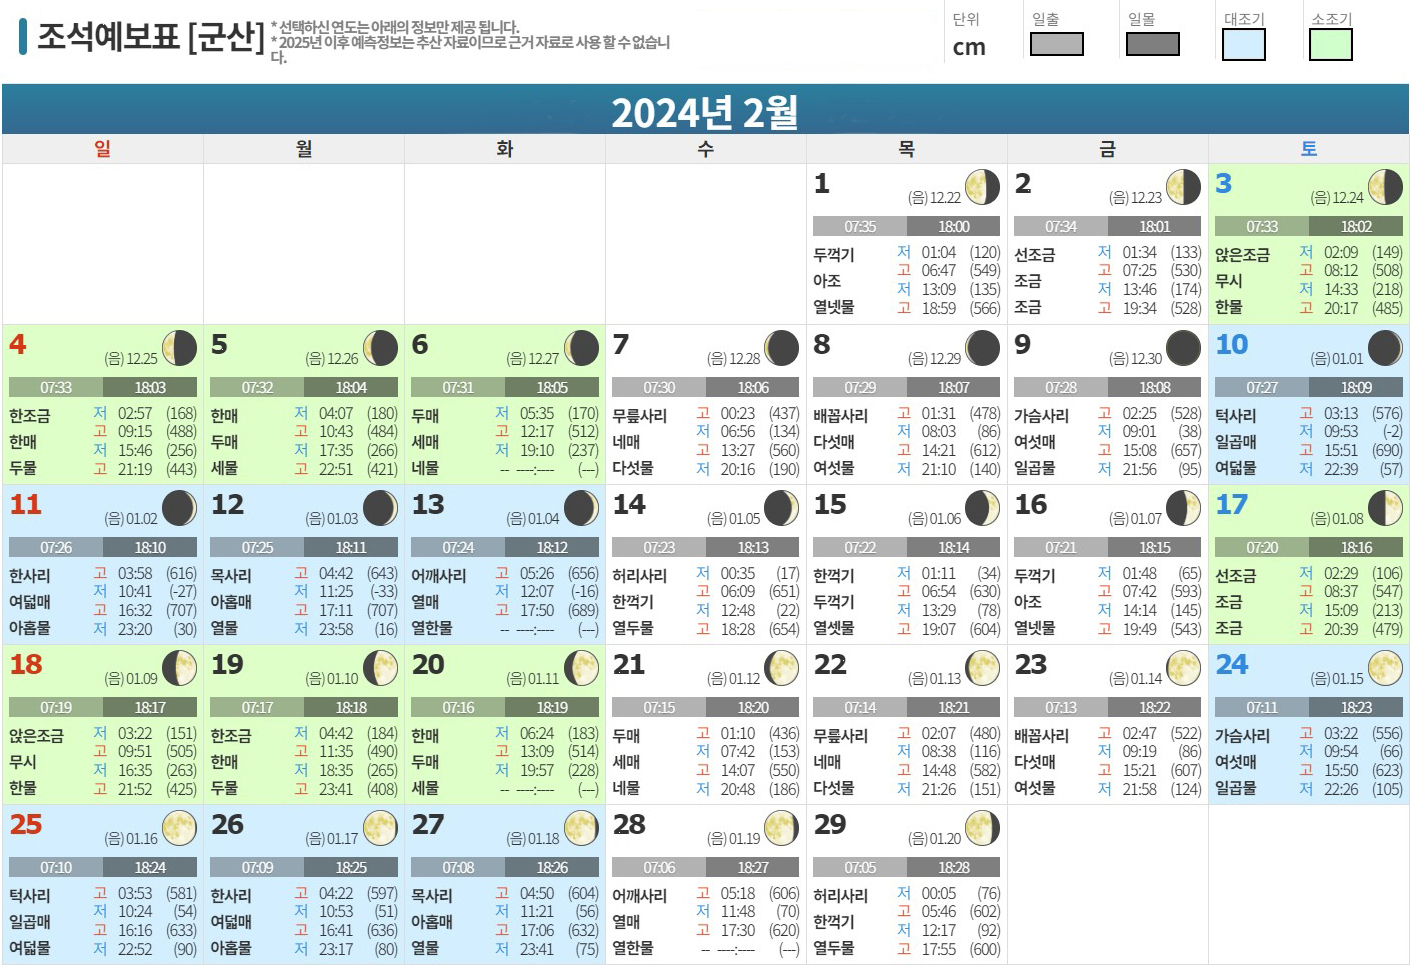 조석예보표 [군산]
* 선택하신 연도는 아래의 정보만 제공 됩니다.
* 2025년 이후 예측정보는 추산 자료이므로 근거 자료로 사용 할 수 없습니
다.
단위 일출 일몰 대조기 소조기
cm
2024년 2월
일 월 화 수 목 금 토
1
(음) 12.22
07:35 18:00
두꺽기
아조
열넷물
저 01:04 (120)
고 06:47 (549)
저 13:09 (135)
고 18:59 (566)
2
(음) 12.23
07:34 18:01
선조금
조금
조금
저 01:34 (133)
고 07:25 (530)
저 13:46 (174)
고 19:34 (528)
3
(음) 12.24
07:33 18:02
앉은조금
무시
한물
저 02:09 (149)
고 08:12 (508)
저 14:33 (218)
고 20:17 (485)
4
(음) 12.25
07:33 18:03
한조금
한매
두물
저 02:57 (168)
고 09:15 (488)
저 15:46 (256)
고 21:19 (443)
5
(음) 12.26
07:32 18:04
한매
두매
세물
저 04:07 (180)
고 10:43 (484)
저 17:35 (266)
고 22:51 (421)
6
(음) 12.27
07:31 18:05
두매
세매
네물
저 05:35 (170)
고 12:17 (512)
저 19:10 (237)
-- ----:---- (---)
7
(음) 12.28
07:30 18:06
무릎사리
네매
다섯물
고 00:23 (437)
저 06:56 (134)
고 13:27 (560)
저 20:16 (190)
8
(음) 12.29
07:29 18:07
배꼽사리
다섯매
여섯물
고 01:31 (478)
저 08:03 (86)
고 14:21 (612)
저 21:10 (140)
9
(음) 12.30
07:28 18:08
가슴사리
여섯매
일곱물
고 02:25 (528)
저 09:01 (38)
고 15:08 (657)
저 21:56 (95)
10
(음) 01.01
07:27 18:09
턱사리
일곱매
여덟물
고 03:13 (576)
저 09:53 (-2)
고 15:51 (690)
저 22:39 (57)
11
(음) 01.02
07:26 18:10
한사리
여덟매
아홉물
고 03:58 (616)
저 10:41 (-27)
고 16:32 (707)
저 23:20 (30)
12
(음) 01.03
07:25 18:11
목사리
아홉매
열물
고 04:42 (643)
저 11:25 (-33)
고 17:11 (707)
저 23:58 (16)
13
(음) 01.04
07:24 18:12
어깨사리
열매
열한물
고 05:26 (656)
저 12:07 (-16)
고 17:50 (689)
-- ----:---- (---)
14
(음) 01.05
07:23 18:13
허리사리
한꺽기
열두물
저 00:35 (17)
고 06:09 (651)
저 12:48 (22)
고 18:28 (654)
15
(음) 01.06
07:22 18:14
한꺽기
두꺽기
열셋물
저 01:11 (34)
고 06:54 (630)
저 13:29 (78)
고 19:07 (604)
16
(음) 01.07
07:21 18:15
두꺽기
아조
열넷물
저 01:48 (65)
고 07:42 (593)
저 14:14 (145)
고 19:49 (543)
17
(음) 01.08
07:20 18:16
선조금
조금
조금
저 02:29 (106)
고 08:37 (547)
저 15:09 (213)
고 20:39 (479)
18
(음) 01.09
07:19 18:17
앉은조금
무시
한물
저 03:22 (151)
고 09:51 (505)
저 16:35 (263)
고 21:52 (425)
19
(음) 01.10
07:17 18:18
한조금
한매
두물
저 04:42 (184)
고 11:35 (490)
저 18:35 (265)
고 23:41 (408)
20
(음) 01.11
07:16 18:19
한매
두매
세물
저 06:24 (183)
고 13:09 (514)
저 19:57 (228)
-- ----:---- (---)
21
(음) 01.12
07:15 18:20
두매
세매
네물
고 01:10 (436)
저 07:42 (153)
고 14:07 (550)
저 20:48 (186)
22
(음) 01.13
07:14 18:21
무릎사리
네매
다섯물
고 02:07 (480)
저 08:38 (116)
고 14:48 (582)
저 21:26 (151)
23
(음) 01.14
07:13 18:22
배꼽사리
다섯매
여섯물
고 02:47 (522)
저 09:19 (86)
고 15:21 (607)
저 21:58 (124)
24
(음) 01.15
07:11 18:23
가슴사리
여섯매
일곱물
고 03:22 (556)
저 09:54 (66)
고 15:50 (623)
저 22:26 (105)
25
(음) 01.16
07:10 18:24
턱사리
일곱매
여덟물
고 03:53 (581)
저 10:24 (54)
고 16:16 (633)
저 22:52 (90)
26
(음) 01.17
07:09 18:25
한사리
여덟매
아홉물
고 04:22 (597)
저 10:53 (51)
고 16:41 (636)
저 23:17 (80)
27
(음) 01.18
07:08 18:26
목사리
아홉매
열물
고 04:50 (604)
저 11:21 (56)
고 17:06 (632)
저 23:41 (75)
28
(음) 01.19
07:06 18:27
어깨사리
열매
열한물
고 05:18 (606)
저 11:48 (70)
고 17:30 (620)
-- ----:---- (---)
29
(음) 01.20
07:05 18:28
허리사리
한꺽기
열두물
저 00:05 (76)
고 05:46 (602)
저 12:17 (92)
고 17:55 (600)